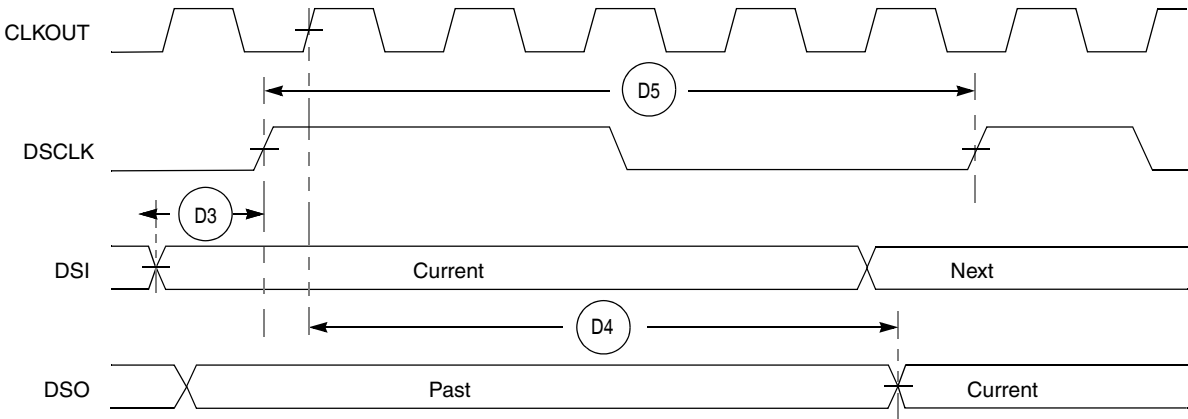 CLKOUT
D5
DSCLK
D3
DSI
Current
Next
D4
DSO
Past
Current